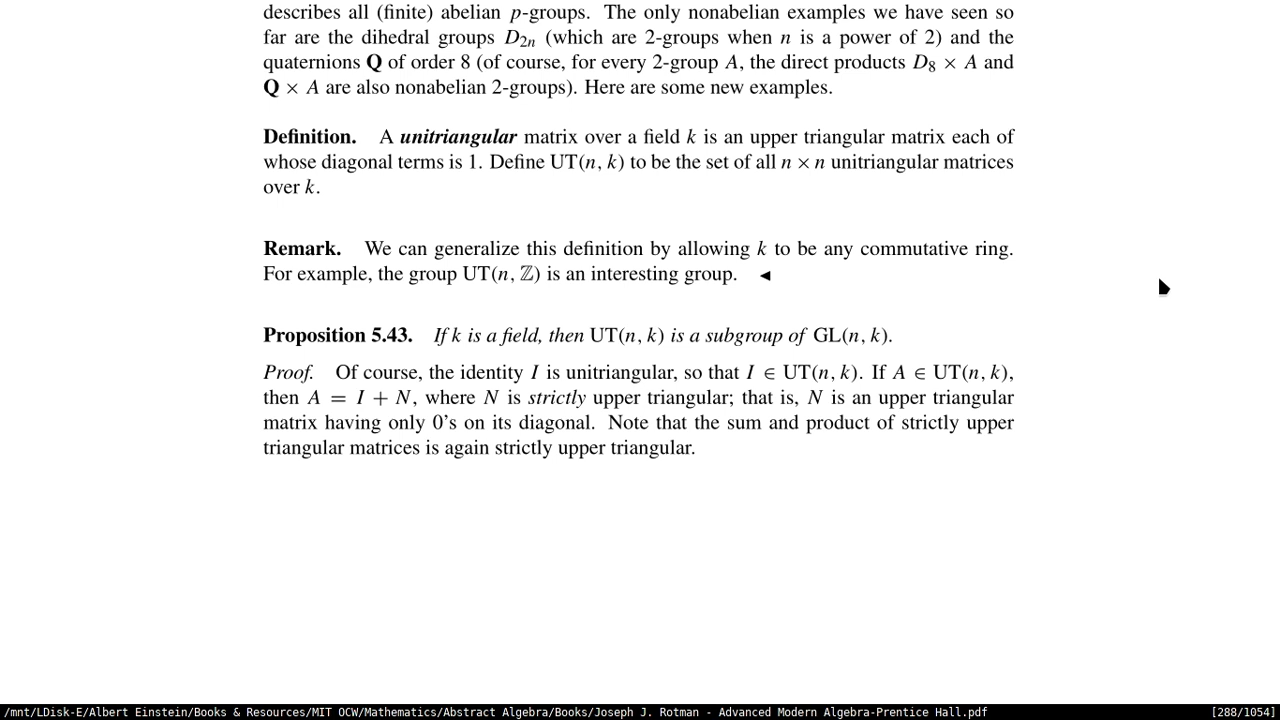 describes all (finite) abelian p-groups. The only nonabelian examples we have seen so
far are the dihedral groups D₂ₙ (which are 2-groups when n is a power of 2) and the
quaternions Q of order 8 (of course, for every 2-group A, the direct products D₈ × A and
Q × A are also nonabelian 2-groups). Here are some new examples.
Definition. A unitriangular matrix over a field k is an upper triangular matrix each of
whose diagonal terms is 1. Define UT(n, k) to be the set of all n × n unitriangular matrices
over k.
Remark. We can generalize this definition by allowing k to be any commutative ring.
For example, the group UT(n, ℤ) is an interesting group. ◄
Proposition 5.43. If k is a field, then UT(n, k) is a subgroup of GL(n, k).
Proof. Of course, the identity I is unitriangular, so that I ∈ UT(n, k). If A ∈ UT(n, k),
then A = I + N, where N is strictly upper triangular; that is, N is an upper triangular
matrix having only 0's on its diagonal. Note that the sum and product of strictly upper
triangular matrices is again strictly upper triangular.
/mnt/LDisk-E/Albert Einstein/Books & Resources/MIT OCW/Mathematics/Abstract Algebra/Books/Joseph J. Rotman - Advanced Modern Algebra-Prentice Hall.pdf [288/1054]